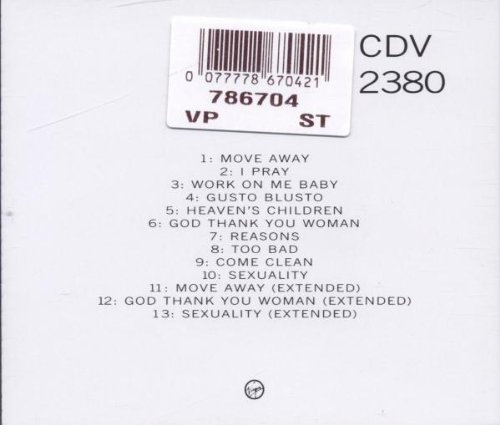 CDV
2380
0 077778 670421
786704
VP ST
1: MOVE AWAY
2: I PRAY
3: WORK ON ME BABY
4: GUSTO BLUSTO
5: HEAVEN'S CHILDREN
6: GOD THANK YOU WOMAN
7: REASONS
8: TOO BAD
9: COME CLEAN
10: SEXUALITY
11: MOVE AWAY (EXTENDED)
12: GOD THANK YOU WOMAN (EXTENDED)
13: SEXUALITY (EXTENDED)
Virgin